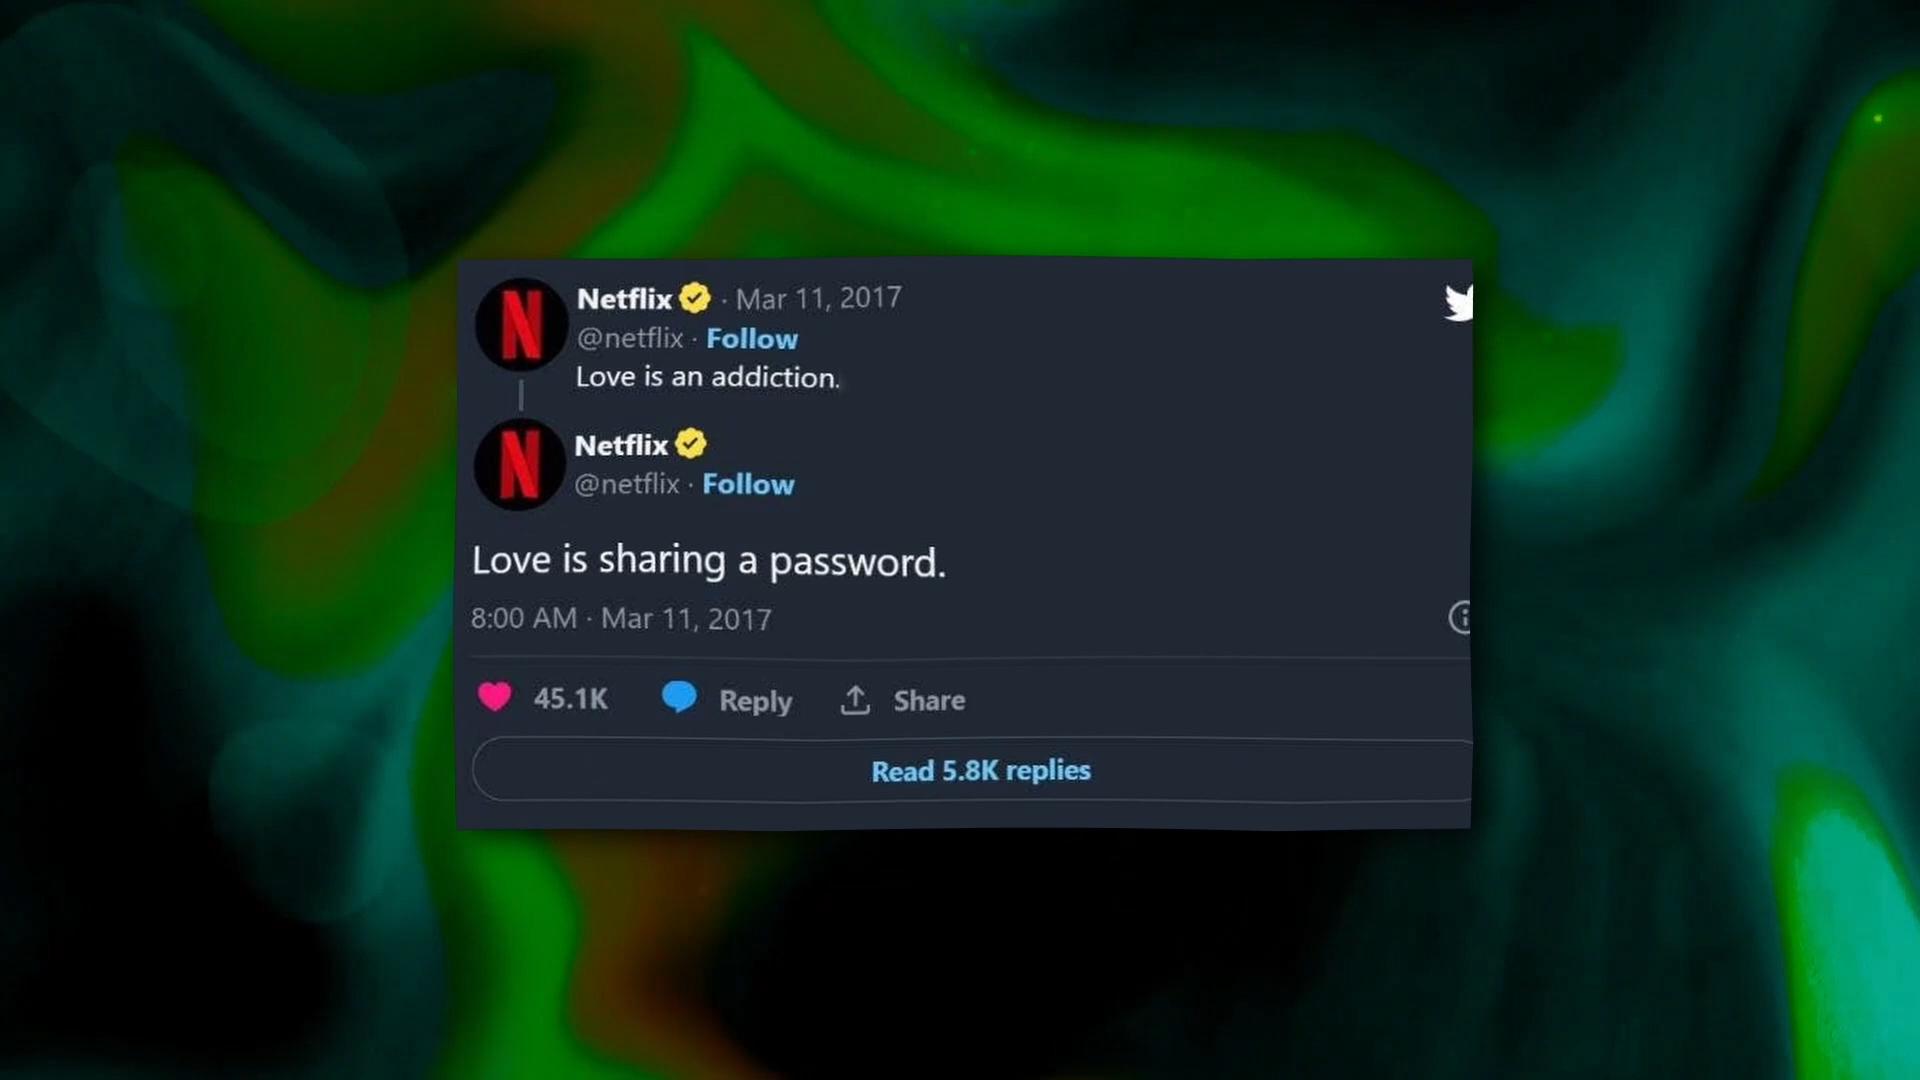 Netflix · Mar 11, 2017
@netflix · Follow
Love is an addiction.
Netflix
@netflix · Follow
Love is sharing a password.
8:00 AM · Mar 11, 2017
45.1K Reply Share
Read 5.8K replies